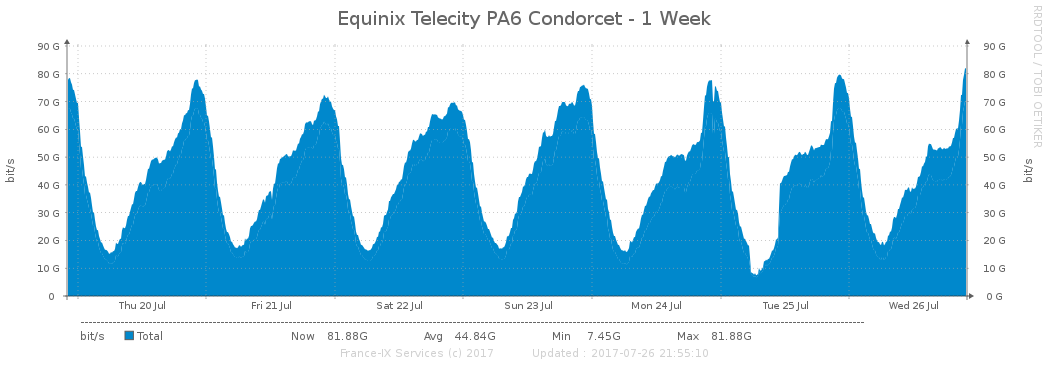 Equinix Telecity PA6 Condorcet - 1 Week
RRDTOOL / TOBI OETIKER
bit/s
90 G 90 G
80 G 80 G
70 G 70 G
60 G 60 G
50 G 50 G
40 G 40 G
30 G 30 G
20 G 20 G
10 G 10 G
0 0 G
bit/s
Thu 20 Jul Fri 21 Jul Sat 22 Jul Sun 23 Jul Mon 24 Jul Tue 25 Jul Wed 26 Jul
bit/s Total Now 81.88G Avg 44.84G Min 7.45G Max 81.88G
France-IX Services (c) 2017 Updated : 2017-07-26 21:55:10